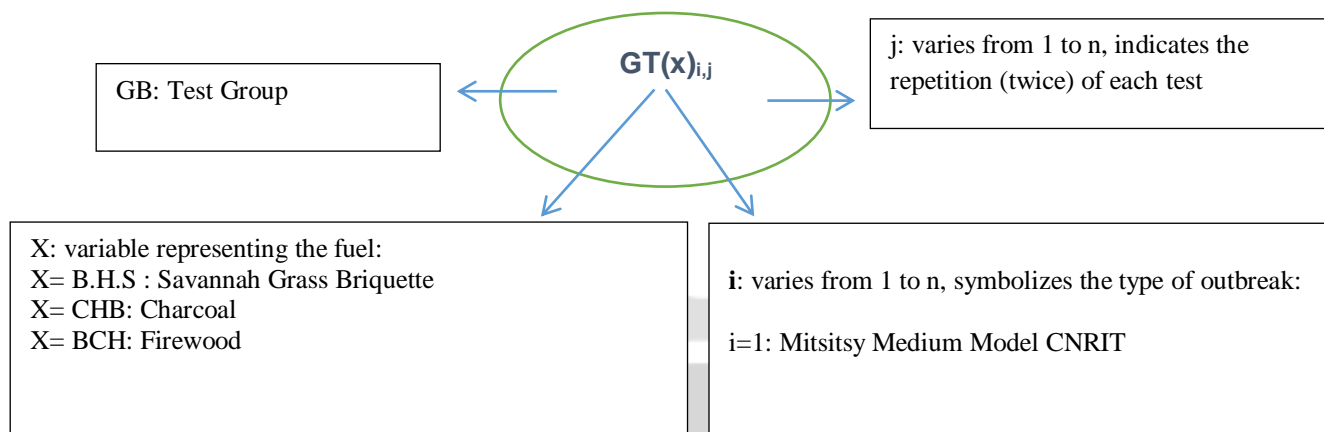 GT(x)i,j
GB: Test Group
j: varies from 1 to n, indicates the
repetition (twice) of each test
X: variable representing the fuel:
X= B.H.S : Savannah Grass Briquette
X= CHB: Charcoal
X= BCH: Firewood
i: varies from 1 to n, symbolizes the type of outbreak:
i=1: Mitsitsy Medium Model CNRIT